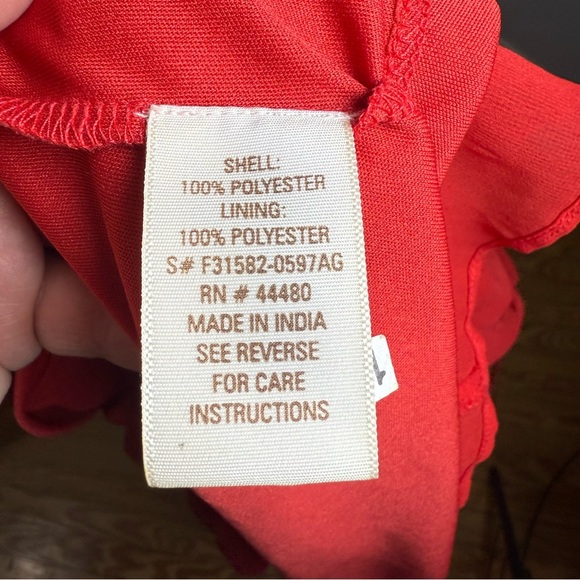 SHELL:
100% POLYESTER
LINING:
100% POLYESTER
S# F31582-0597AG
RN # 44480
MADE IN INDIA
SEE REVERSE
FOR CARE
INSTRUCTIONS